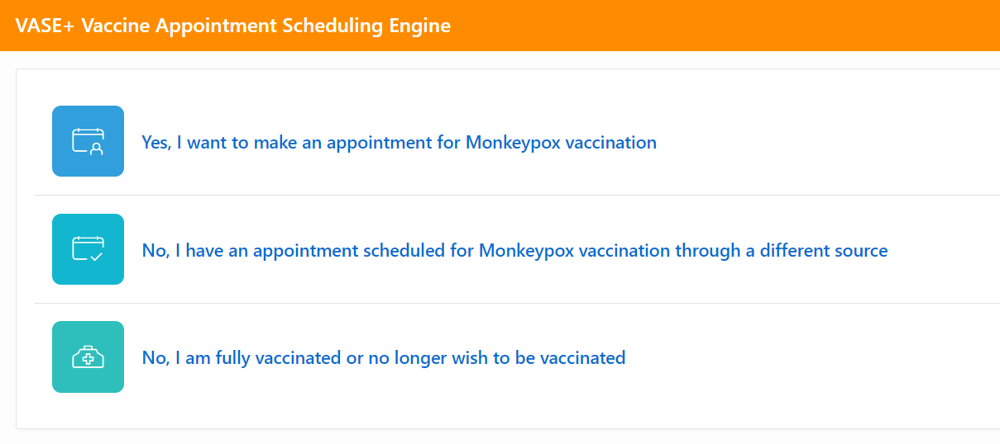 VASE+ Vaccine Appointment Scheduling Engine
Yes, I want to make an appointment for Monkeypox vaccination
No, I have an appointment scheduled for Monkeypox vaccination through a different source
No, I am fully vaccinated or no longer wish to be vaccinated